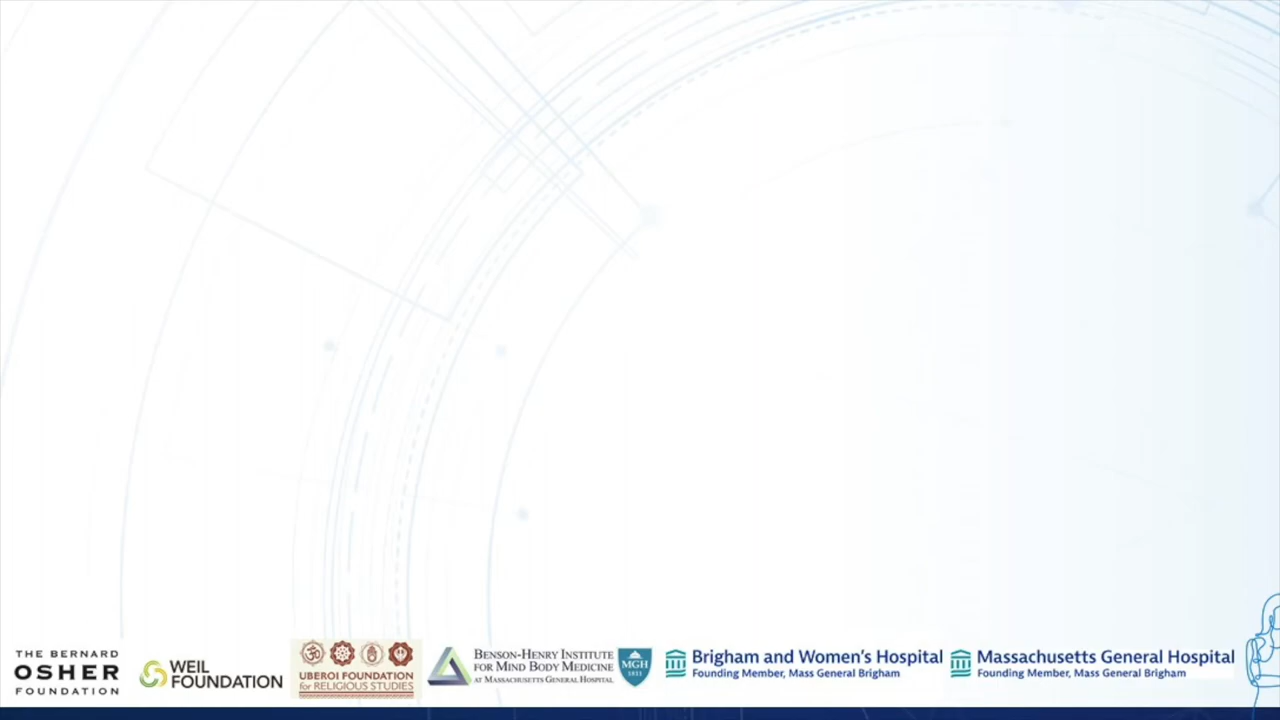 THE BERNARD
OSHER
FOUNDATION
WEIL
FOUNDATION
UBEROI FOUNDATION
for RELIGIOUS STUDIES
BENSON-HENRY INSTITUTE
FOR MIND BODY MEDICINE
AT MASSACHUSETTS GENERAL HOSPITAL
MGH
1811
Brigham and Women's Hospital
Founding Member, Mass General Brigham
Massachusetts General Hospital
Founding Member, Mass General Brigham